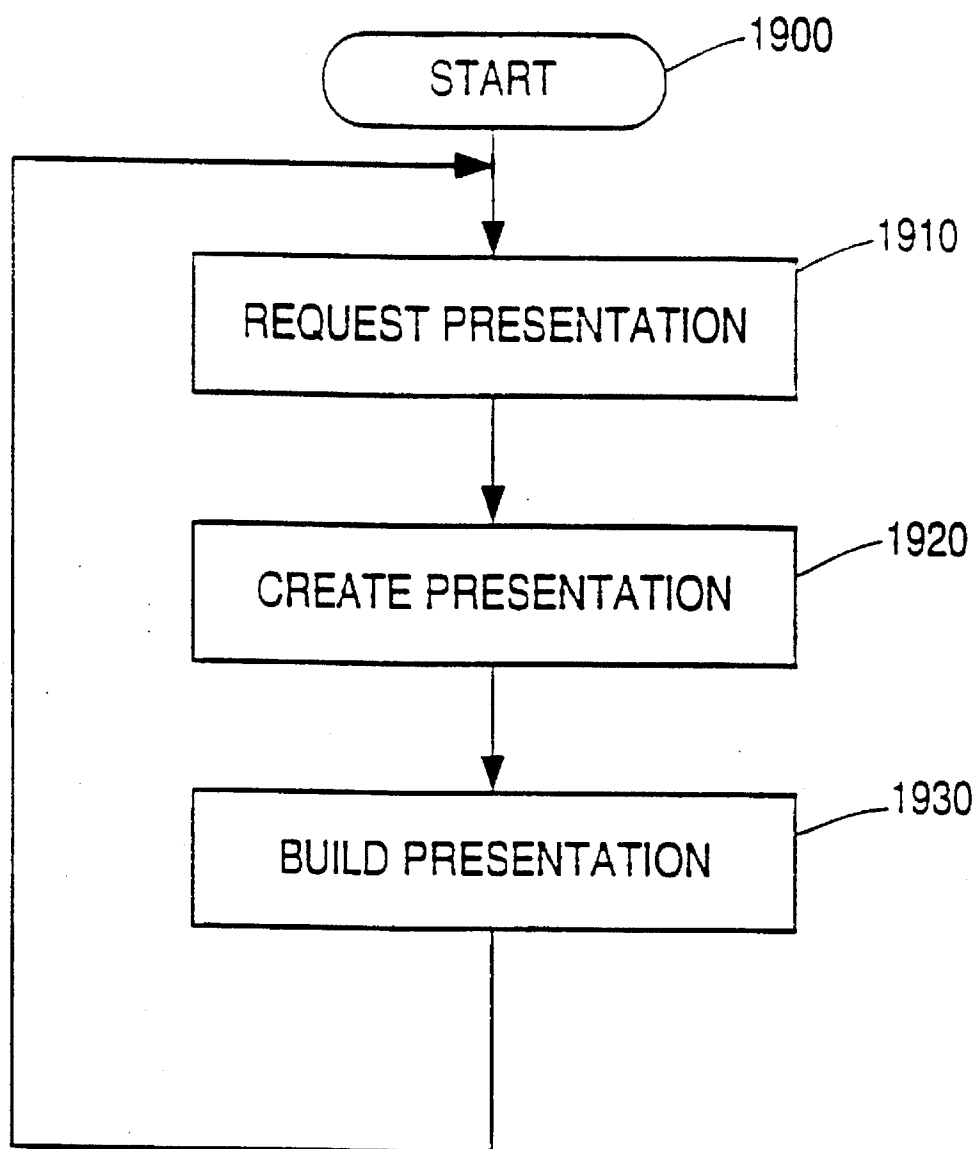 1900
START
1910
REQUEST PRESENTATION
1920
CREATE PRESENTATION
1930
BUILD PRESENTATION